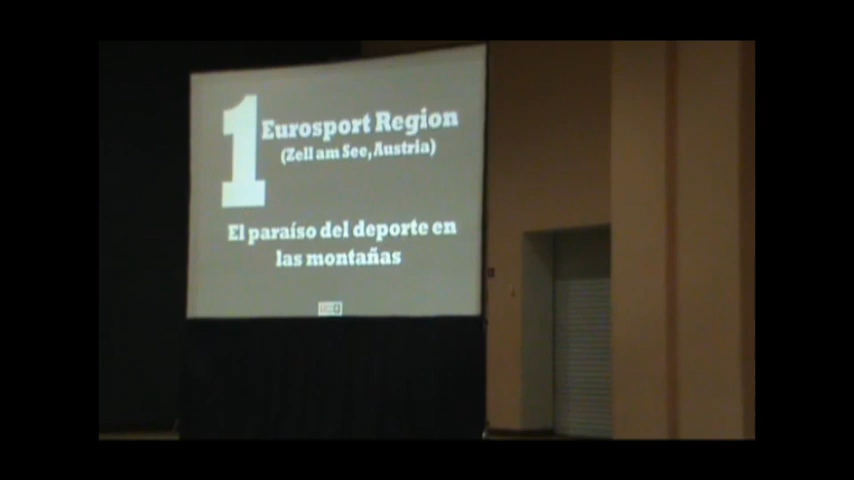 1
Eurosport Region
(Zell am See, Austria)
El paraíso del deporte en
las montañas